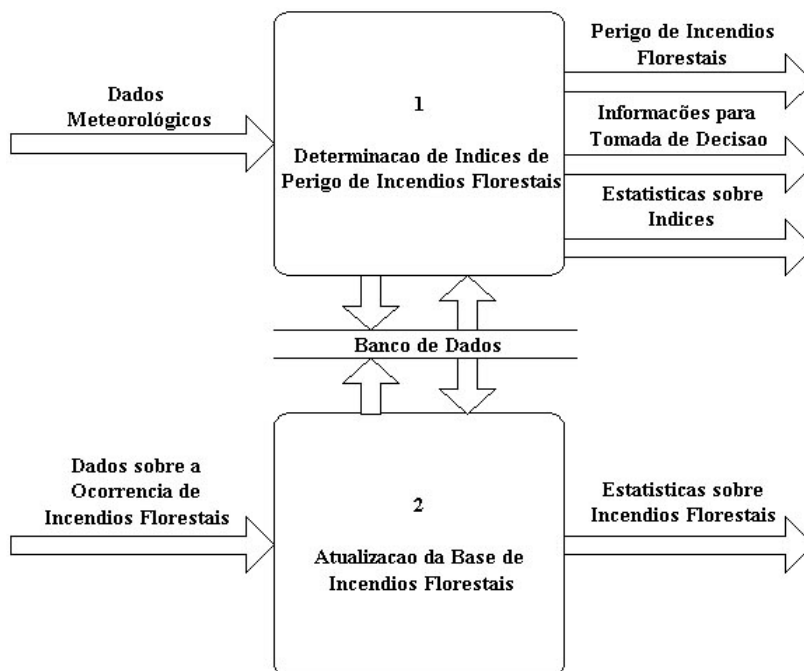 Perigo de Incendios
Florestais
Dados
Meteorológicos
1
Determinacao de Indices de
Perigo de Incendios Florestais
Informacões para
Tomada de Decisao
Estatisticas sobre
Indices
Banco de Dados
Dados sobre a
Ocorrencia de
Incendios Florestais
2
Atualizacao da Base de
Incendios Florestais
Estatisticas sobre
Incendios Florestais